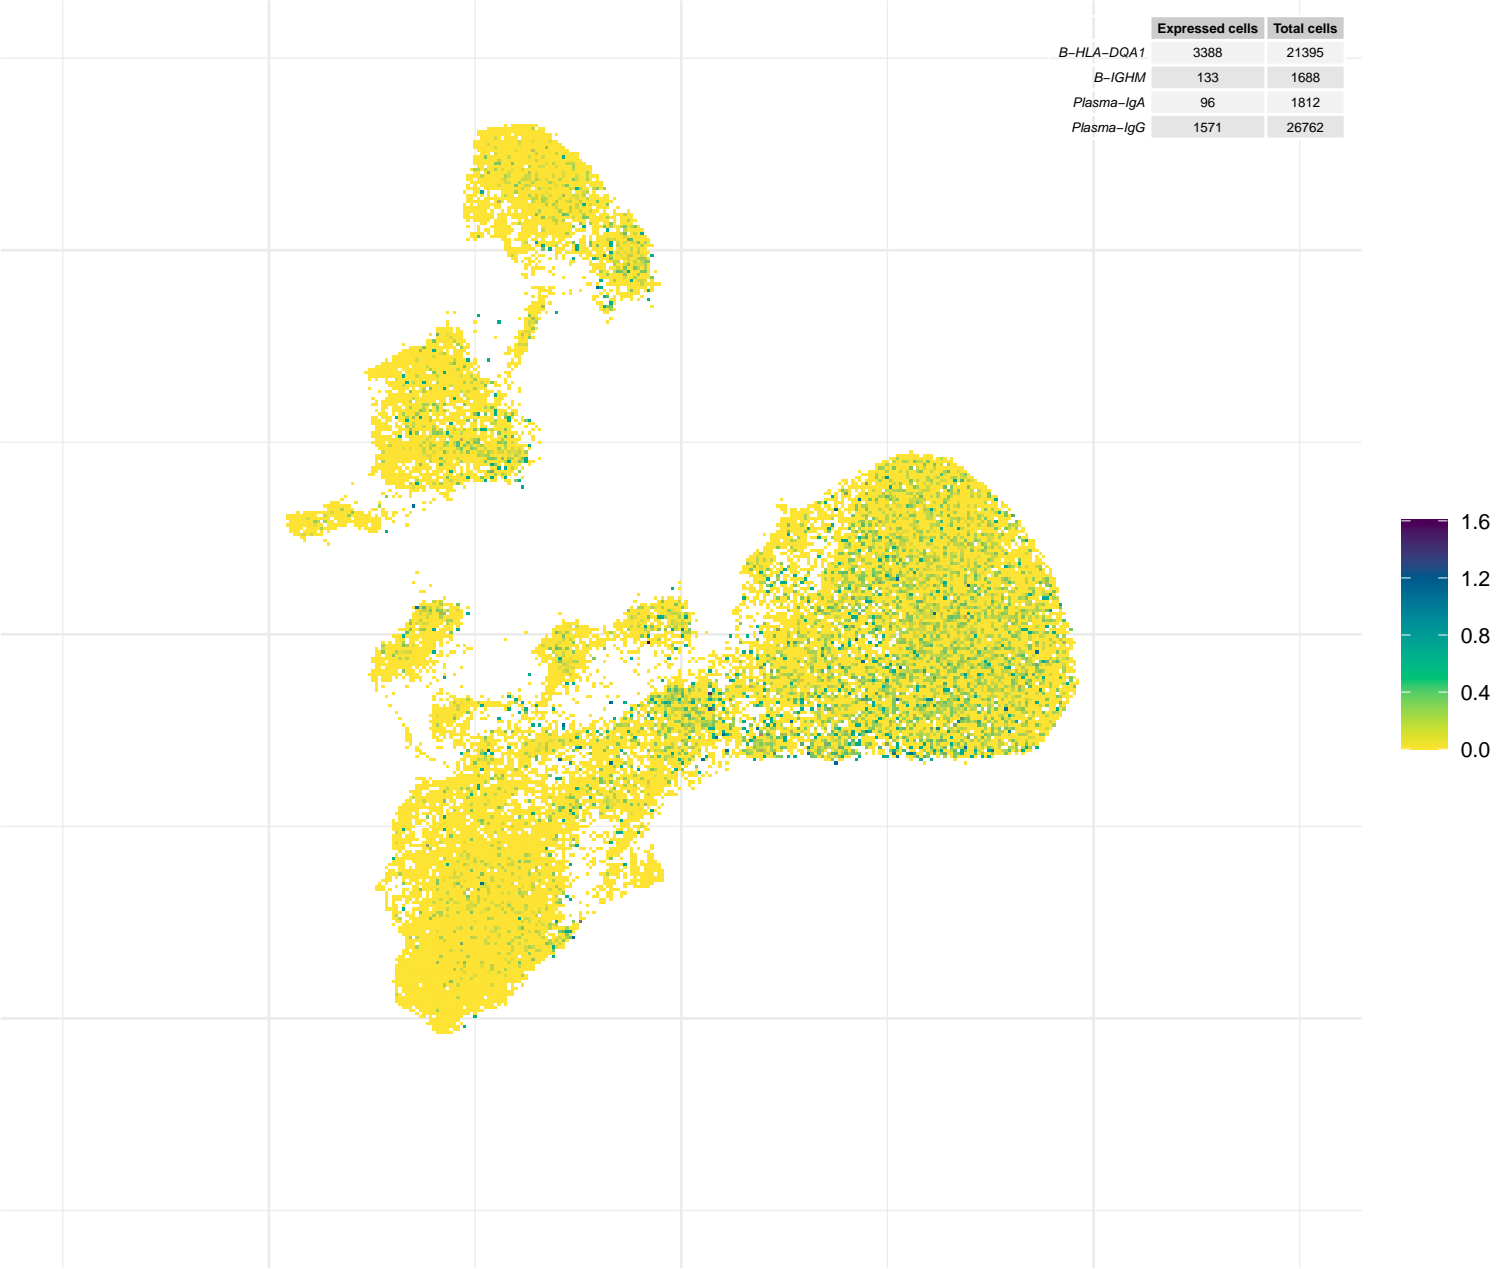 Expressed cells Total cells
B−HLA−DQA1 3388 21395
B−IGHM 133 1688
Plasma−IgA 96 1812
Plasma−IgG 1571 26762
1.6
1.2
0.8
0.4
0.0